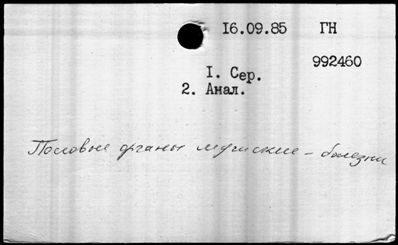 16.09.85 ГН
992460
1. Сер.
2. Анал.
Половые органы мужские – болезни